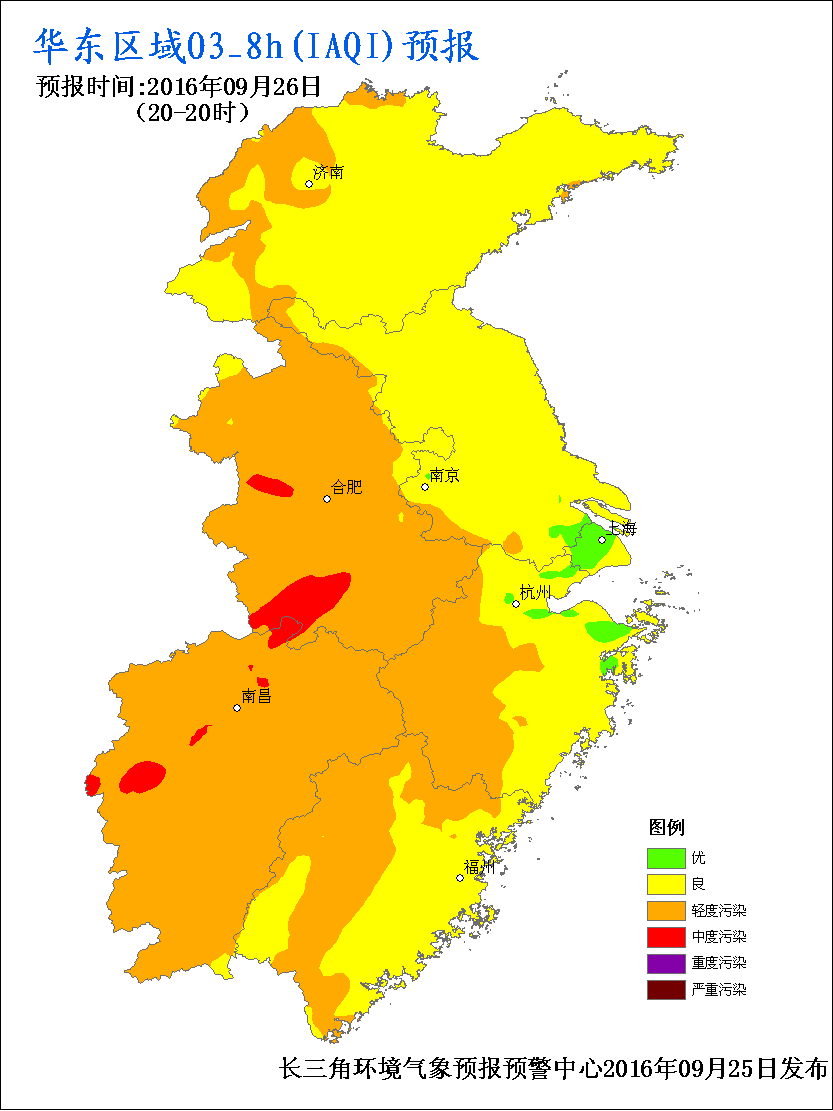 华东区域O3_8h(IAQI)预报
预报时间:2016年09月26日
(20-20时)
济南
合肥
南京
上海
杭州
南昌
福州
图例
优
良
轻度污染
中度污染
重度污染
严重污染
长三角环境气象预报预警中心2016年09月25日发布